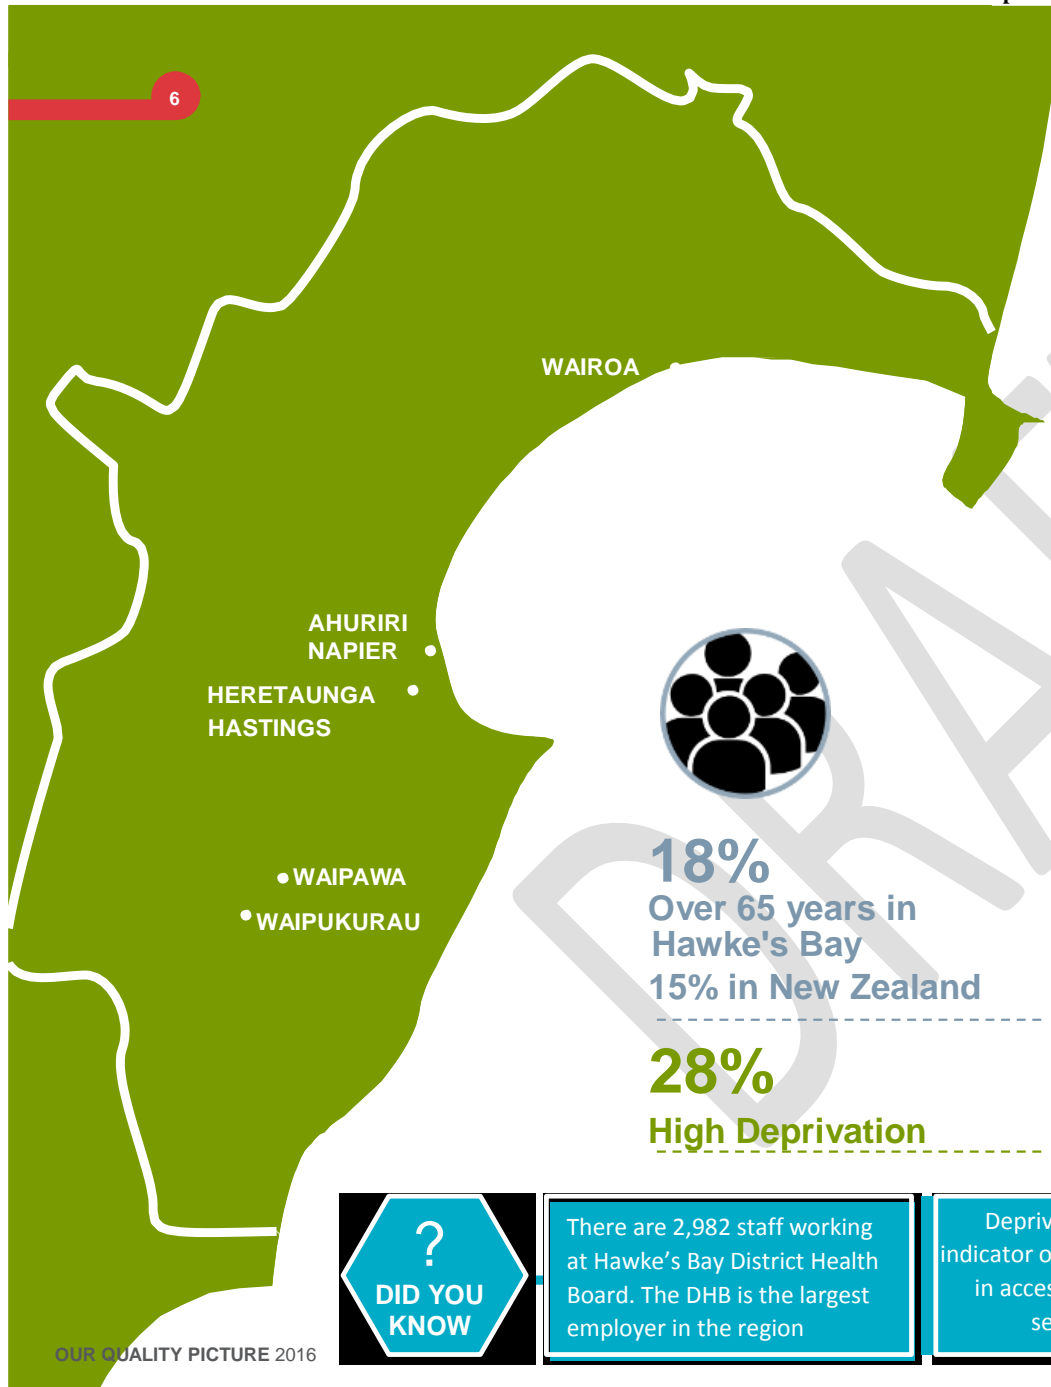 6
WAIROA
AHURIRI
NAPIER
HERETAUNGA
HASTINGS
WAIPAWA
WAIPUKURAU
18%
Over 65 years in
Hawke's Bay
15% in New Zealand
28%
High Deprivation
?
DID YOU
KNOW
There are 2,982 staff working
at Hawke’s Bay District Health
Board. The DHB is the largest
employer in the region
indicator
in
OUR QUALITY PICTURE 2016